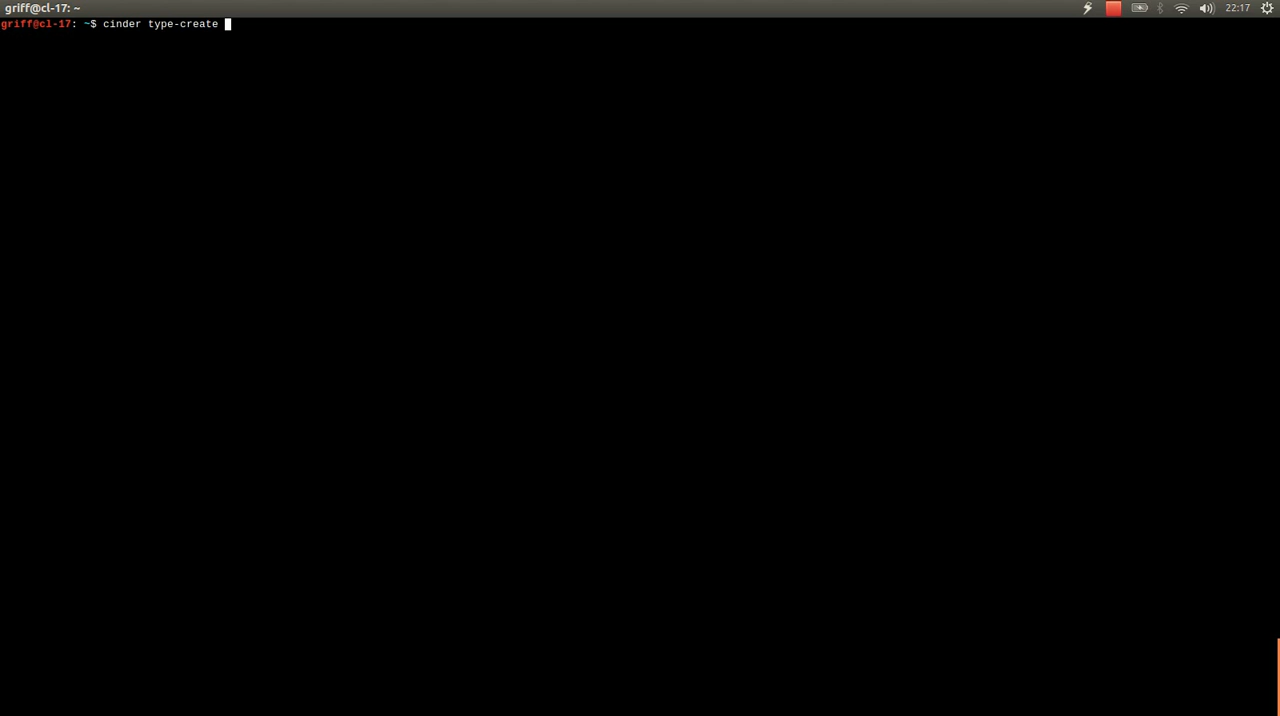 griff@cl-17: ~
22:17
griff@cl-17: ~$ cinder type-create